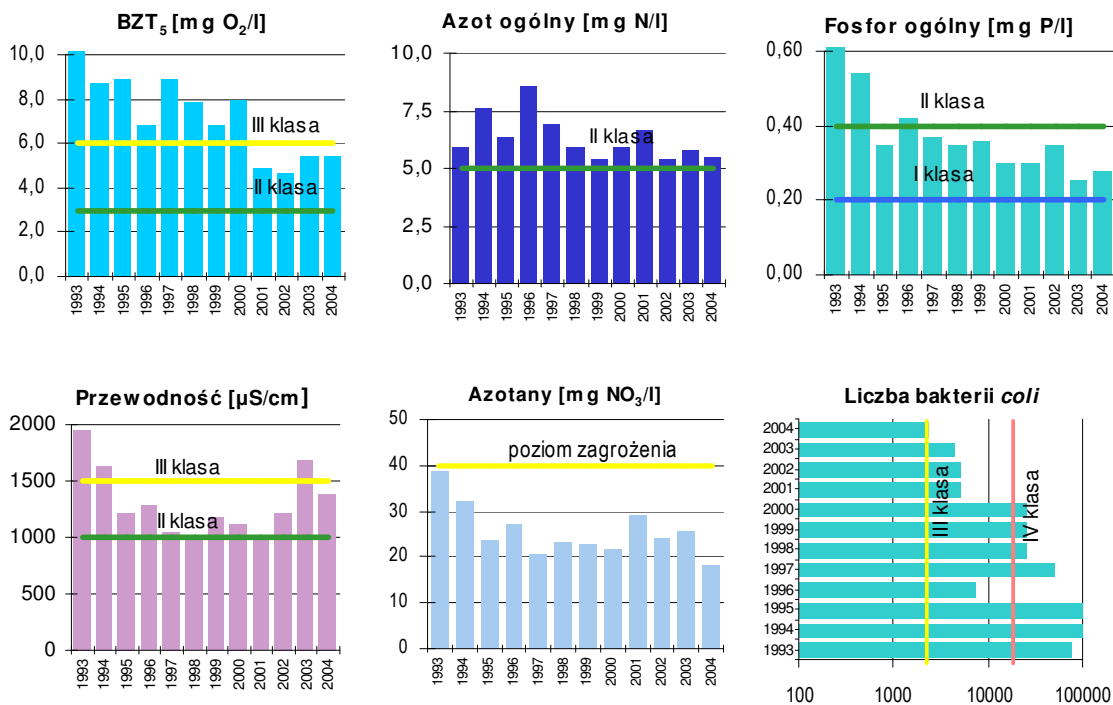 BZT5 [mg O2/l]
10,0
8,0
6,0
4,0
2,0
0,0
III klasa
II klasa
1993 1994 1995 1996 1997 1998 1999 2000 2001 2002 2003 2004
Azot ogólny [mg N/l]
10,0
7,5
5,0
2,5
0,0
II klasa
1993 1994 1995 1996 1997 1998 1999 2000 2001 2002 2003 2004
Fosfor ogólny [mg P/l]
0,60
0,40
0,20
0,00
II klasa
I klasa
1993 1994 1995 1996 1997 1998 1999 2000 2001 2002 2003 2004
Przewodność [µS/cm]
2000
1500
1000
500
0
III klasa
II klasa
1993 1994 1995 1996 1997 1998 1999 2000 2001 2002 2003 2004
Azotany [mg NO3/l]
50
40
30
20
10
0
poziom zagrożenia
1993 1994 1995 1996 1997 1998 1999 2000 2001 2002 2003 2004
Liczba bakterii coli
2004
2003
2002
2001
2000
1999
1998
1997
1996
1995
1994
1993
III klasa
IV klasa
100 1000 10000 100000